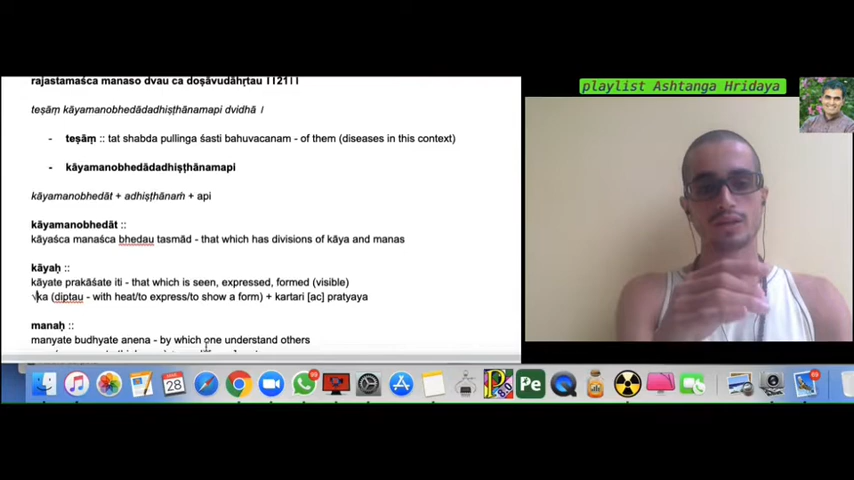 rajastamaśca manaso dvau ca doṣāvudāhṛtau ।।21।।
teṣāṃ kāyamanobhedādadhiṣṭhānamapi dvidhā ।
- teṣāṃ :: tat shabda pullinga śasti bahuvacanam - of them (diseases in this context)
- kāyamanobhedādadhiṣṭhānamapi
kāyamanobhedāt + adhiṣṭhānaṁ + api
kāyamanobhedāt ::
kāyaśca manaśca bhedau tasmād - that which has divisions of kāya and manas
kāyaḥ ::
kāyate prakāśate iti - that which is seen, expressed, formed (visible)
√ka (diptau - with heat/to express/to show a form) + kartari [ac] pratyaya
manaḥ ::
manyate budhyate anena - by which one understand others
playlist Ashtanga Hridaya
28
Pe